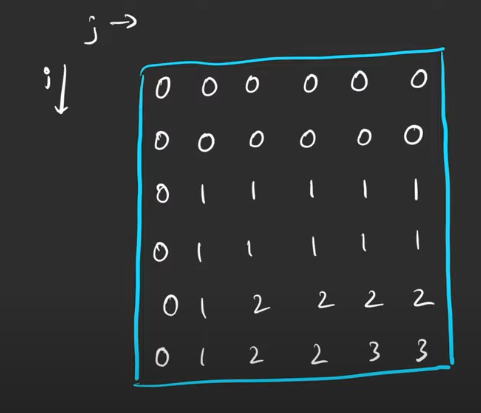 j →
i ↓
0 0 0 0 0 0
0 0 0 0 0 0
0 1 1 1 1 1
0 1 1 1 1 1
0 1 2 2 2 2
0 1 2 2 3 3